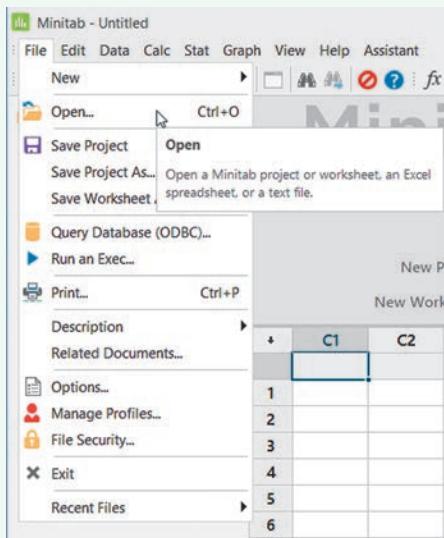 Minitab - Untitled
File Edit Data Calc Stat Graph View Help Assistant
New
fx
Open... Ctrl+O
Mini
Save Project
Open
Save Project As...
Open a Minitab project or worksheet, an Excel
Save Worksheet
spreadsheet, or a text file.
Query Database (ODBC)...
Run an Exec...
New P
Print... Ctrl+P
New Work
Description
Related Documents...
C1 C2
Options...
1
Manage Profiles...
2
File Security...
3
Exit
4
5
Recent Files
6